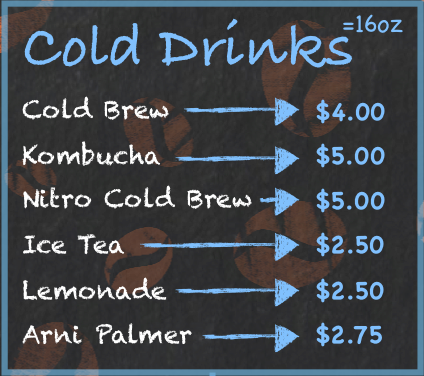 =16oz
Cold Drinks
Cold Brew $4.00
Kombucha $5.00
Nitro Cold Brew $5.00
Ice Tea $2.50
Lemonade $2.50
Arni Palmer $2.75